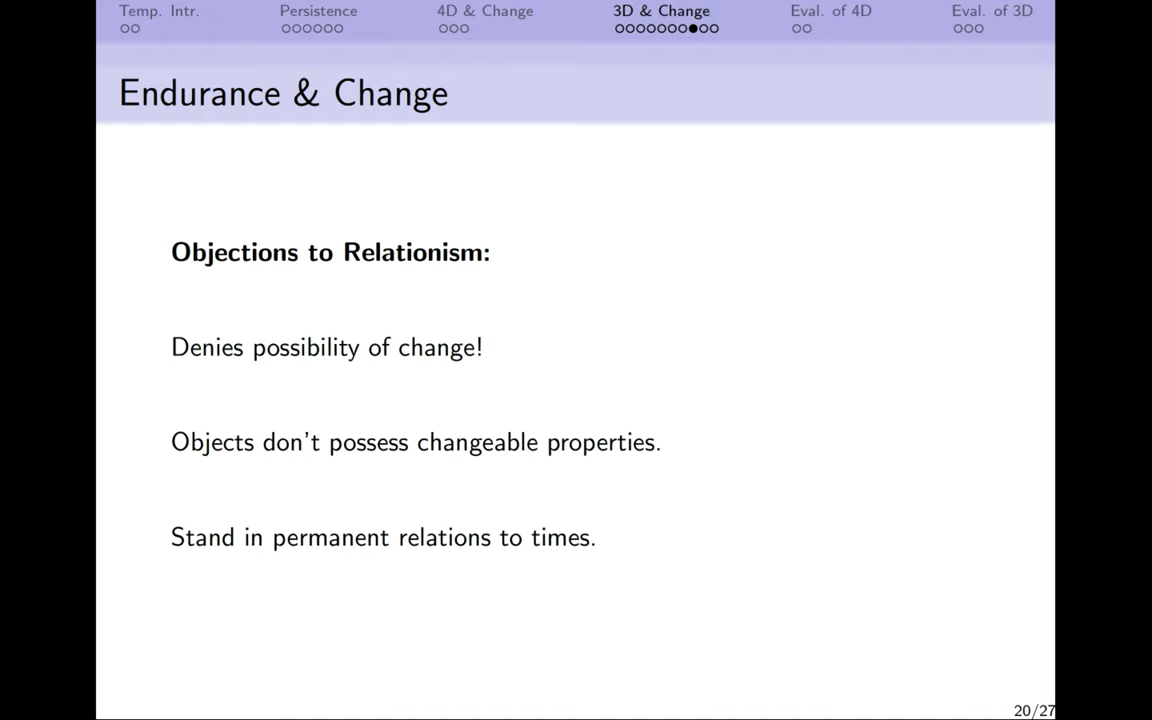 Temp. Intr. Persistence 4D & Change 3D & Change Eval. of 4D Eval. of 3D
Endurance & Change
Objections to Relationism:
Denies possibility of change!
Objects don't possess changeable properties.
Stand in permanent relations to times.
20/27